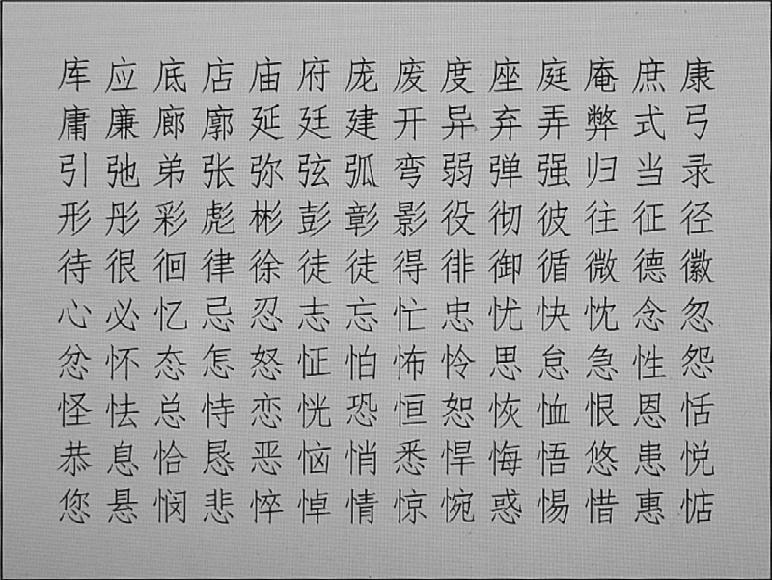 库应底店庙府庞废度座庭庵庶康
庸廉廊廓延廷建开异弃弄弊式弓
引弛弟张弥弦弧弯弱弹强归当录
形彤彩彪彬彭彰影役彻彼往征径
待很徊律徐徒徒得徘御循微德徽
心必忆忌忍志忘忙忠忧快忱念忽
忿怀态怎怒怔怕怖怜思怠急性怨
怪怯总恃恋恍恐恒恕恢恤恨恩恬
恭息恰恳恶恼悄悉悍悔悟悠患悦
您悬悯悲悴悼情惊惋惑惕惜惠惦